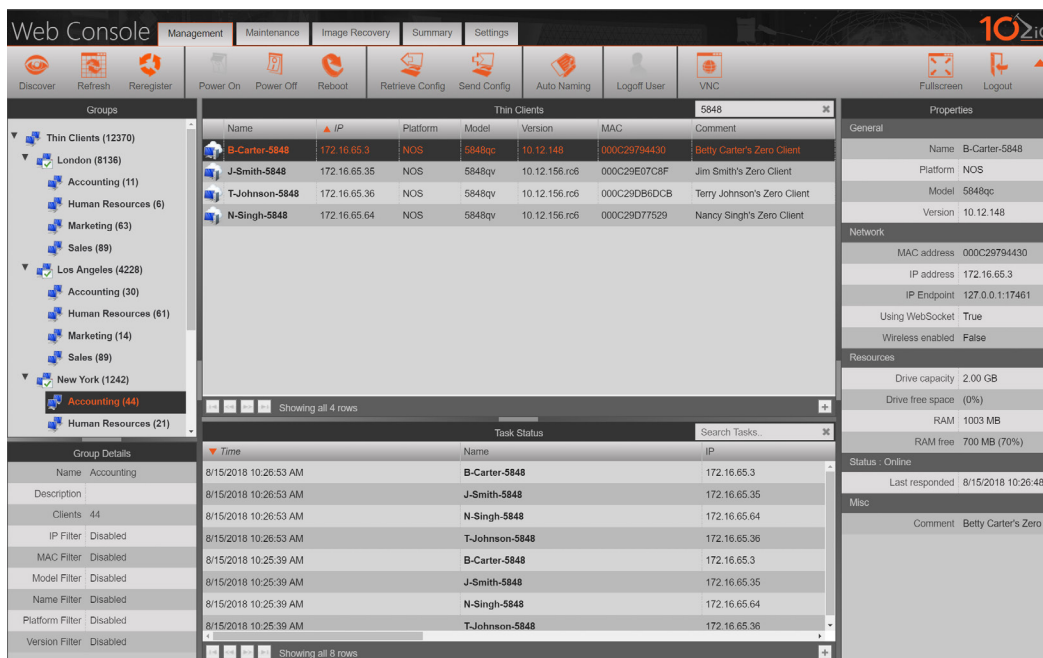 Web Console Management Maintenance Image Recovery Summary Settings 10ZiG
Discover Refresh Reregister Power On Power Off Reboot Retrieve Config Send Config Auto Naming Logoff User VNC Fullscreen Logout
Groups
Thin Clients (12370)
London (8136)
Accounting (11)
Human Resources (6)
Marketing (63)
Sales (89)
Los Angeles (4228)
Accounting (30)
Human Resources (61)
Marketing (14)
Sales (89)
New York (1242)
Accounting (44)
Human Resources (21)
Group Details
Name Accounting
Description
Clients 44
IP Filter Disabled
MAC Filter Disabled
Model Filter Disabled
Name Filter Disabled
Platform Filter Disabled
Version Filter Disabled
Thin Clients 5848
Name IP Platform Model Version MAC Comment
B-Carter-5848 172.16.65.3 NOS 5848qc 10.12.148 000C29794430 Betty Carter's Zero Client
J-Smith-5848 172.16.65.35 NOS 5848qv 10.12.156.rc6 000C29E07C8F Jim Smith's Zero Client
T-Johnson-5848 172.16.65.36 NOS 5848qv 10.12.156.rc6 000C29DB6DCB Terry Johnson's Zero Client
N-Singh-5848 172.16.65.64 NOS 5848qv 10.12.156.rc6 000C29D77529 Nancy Singh's Zero Client
Showing all 4 rows
Task Status Search Tasks..
Time Name IP
8/15/2018 10:26:53 AM B-Carter-5848 172.16.65.3
8/15/2018 10:26:53 AM J-Smith-5848 172.16.65.35
8/15/2018 10:26:53 AM N-Singh-5848 172.16.65.64
8/15/2018 10:26:53 AM T-Johnson-5848 172.16.65.36
8/15/2018 10:25:39 AM B-Carter-5848 172.16.65.3
8/15/2018 10:25:39 AM J-Smith-5848 172.16.65.35
8/15/2018 10:25:39 AM N-Singh-5848 172.16.65.64
8/15/2018 10:25:39 AM T-Johnson-5848 172.16.65.36
Showing all 8 rows
Properties
General
Name B-Carter-5848
Platform NOS
Model 5848qc
Version 10.12.148
Network
MAC address 000C29794430
IP address 172.16.65.3
IP Endpoint 127.0.0.1:17461
Using WebSocket True
Wireless enabled False
Resources
Drive capacity 2.00 GB
Drive free space (0%)
RAM 1003 MB
RAM free 700 MB (70%)
Status : Online
Last responded 8/15/2018 10:26:48
Misc
Comment Betty Carter's Zero